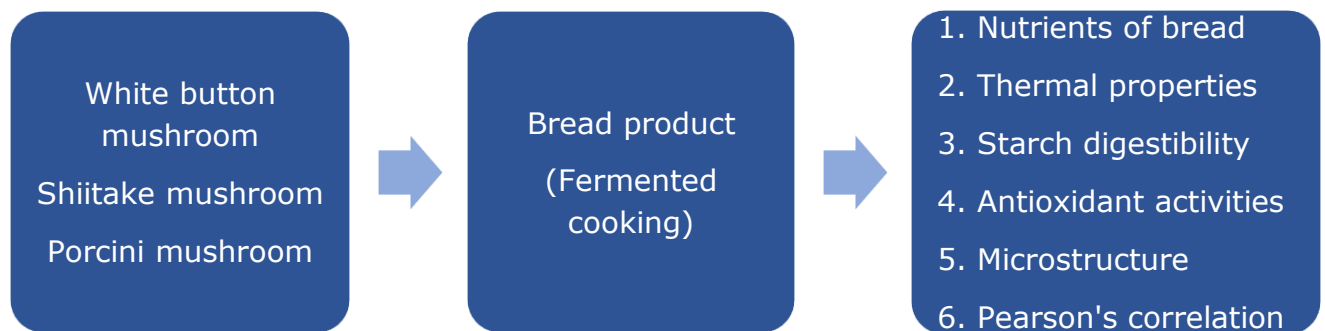 White button
mushroom
Shiitake mushroom
Porcini mushroom
Bread product
(Fermented
cooking)
1. Nutrients of bread
2. Thermal properties
3. Starch digestibility
4. Antioxidant activities
5. Microstructure
6. Pearson's correlation